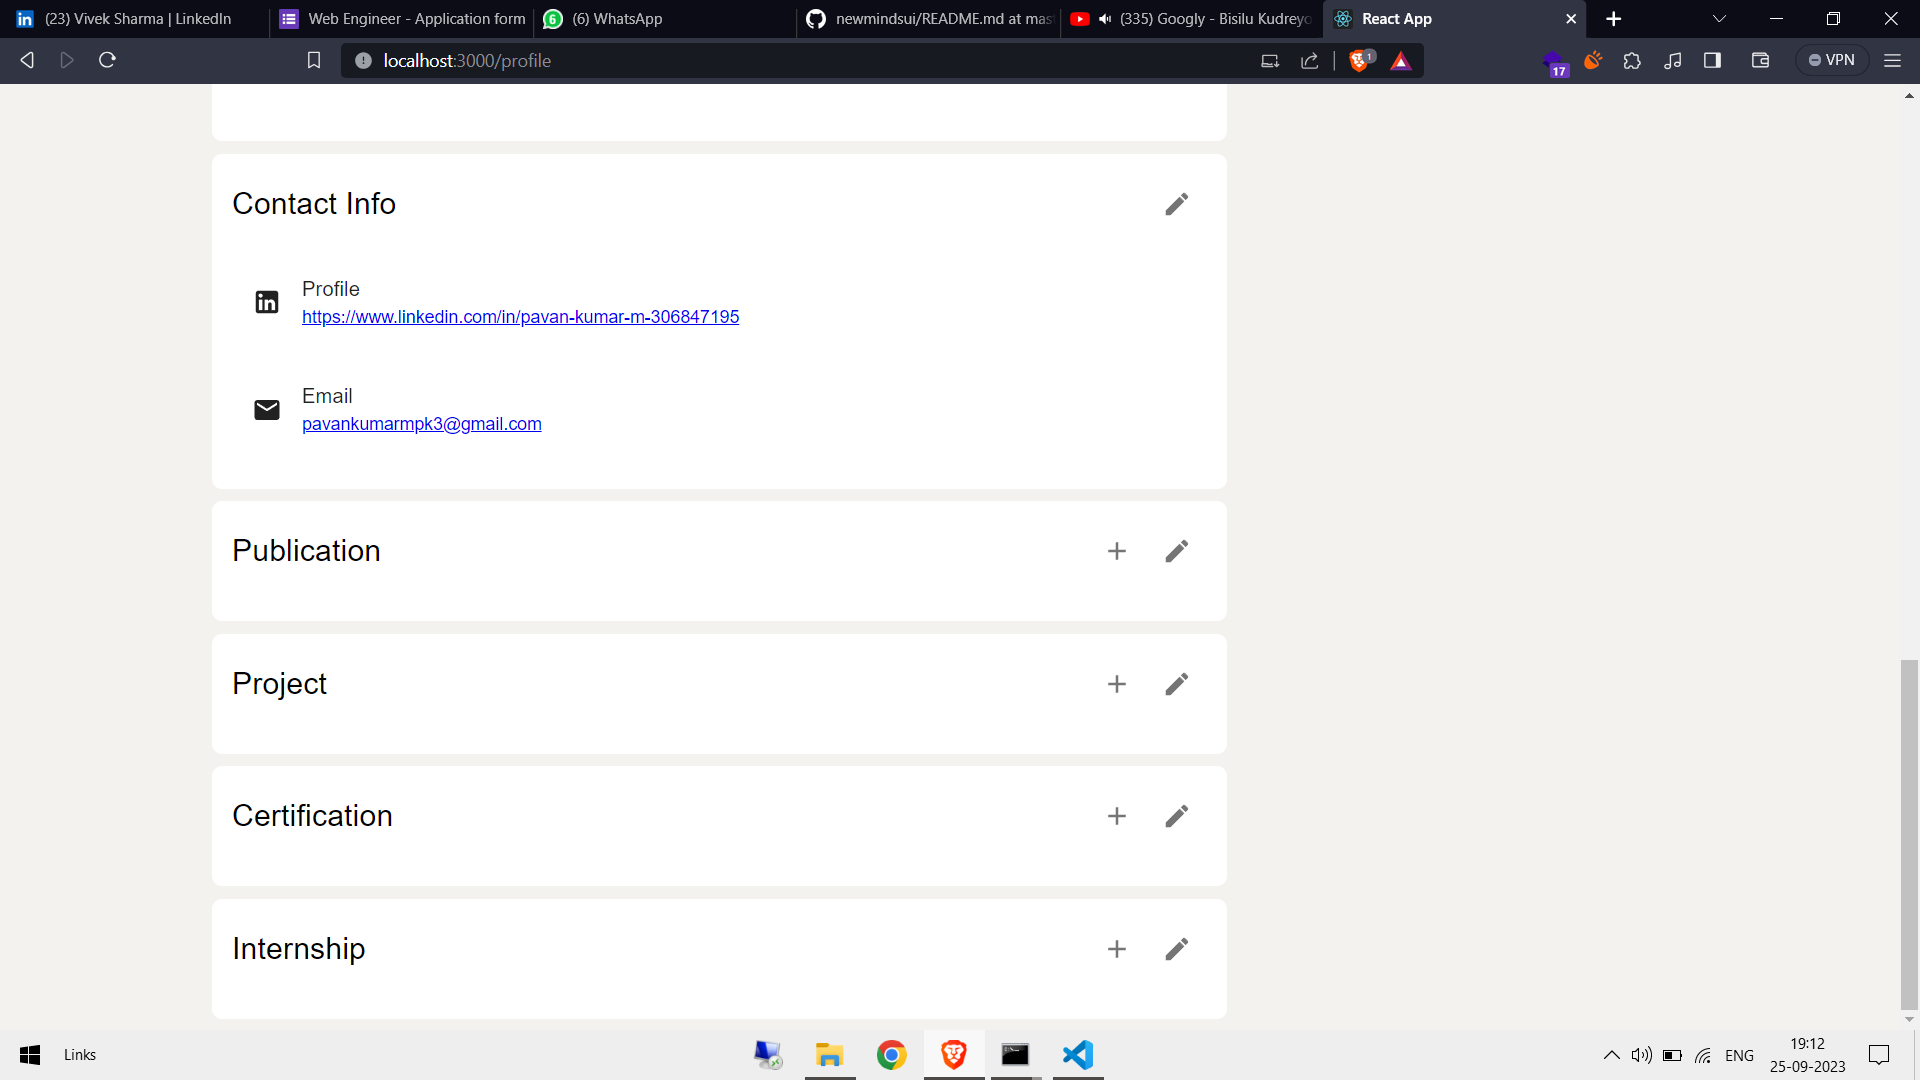 (23) Vivek Sharma | LinkedIn
Web Engineer - Application form
6
(6) WhatsApp
newmindsui/README.md at mas
(335) Googly - Bisilu Kudreyo
React App
localhost:3000/profile
1
17
VPN
Contact Info
Profile
https://www.linkedin.com/in/pavan-kumar-m-306847195
Email
pavankumarmpk3@gmail.com
Publication
Project
Certification
Internship
Links
ENG
19:12
25-09-2023